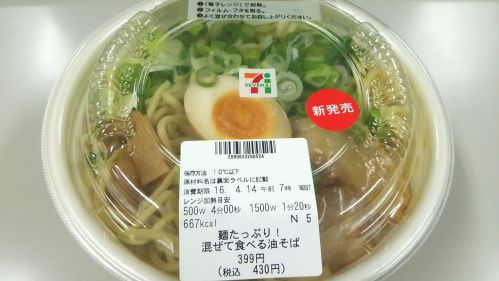 ①「電子レンジ」で加熱。
②フィルム・フタを取る。
③よく混ぜ合わせてお召し上がりください。
7
ELEVEN
新発売
2090833200524
保存方法 10℃以下
原材料名は裏面ラベルに記載
消費期限 16. 4.14 午前 7時
レンジ加熱目安
500W 4分00秒 1500W 1分20秒
667kcal N 5
麺たっぷり!
混ぜて食べる油そば
399円
(税込 430円)